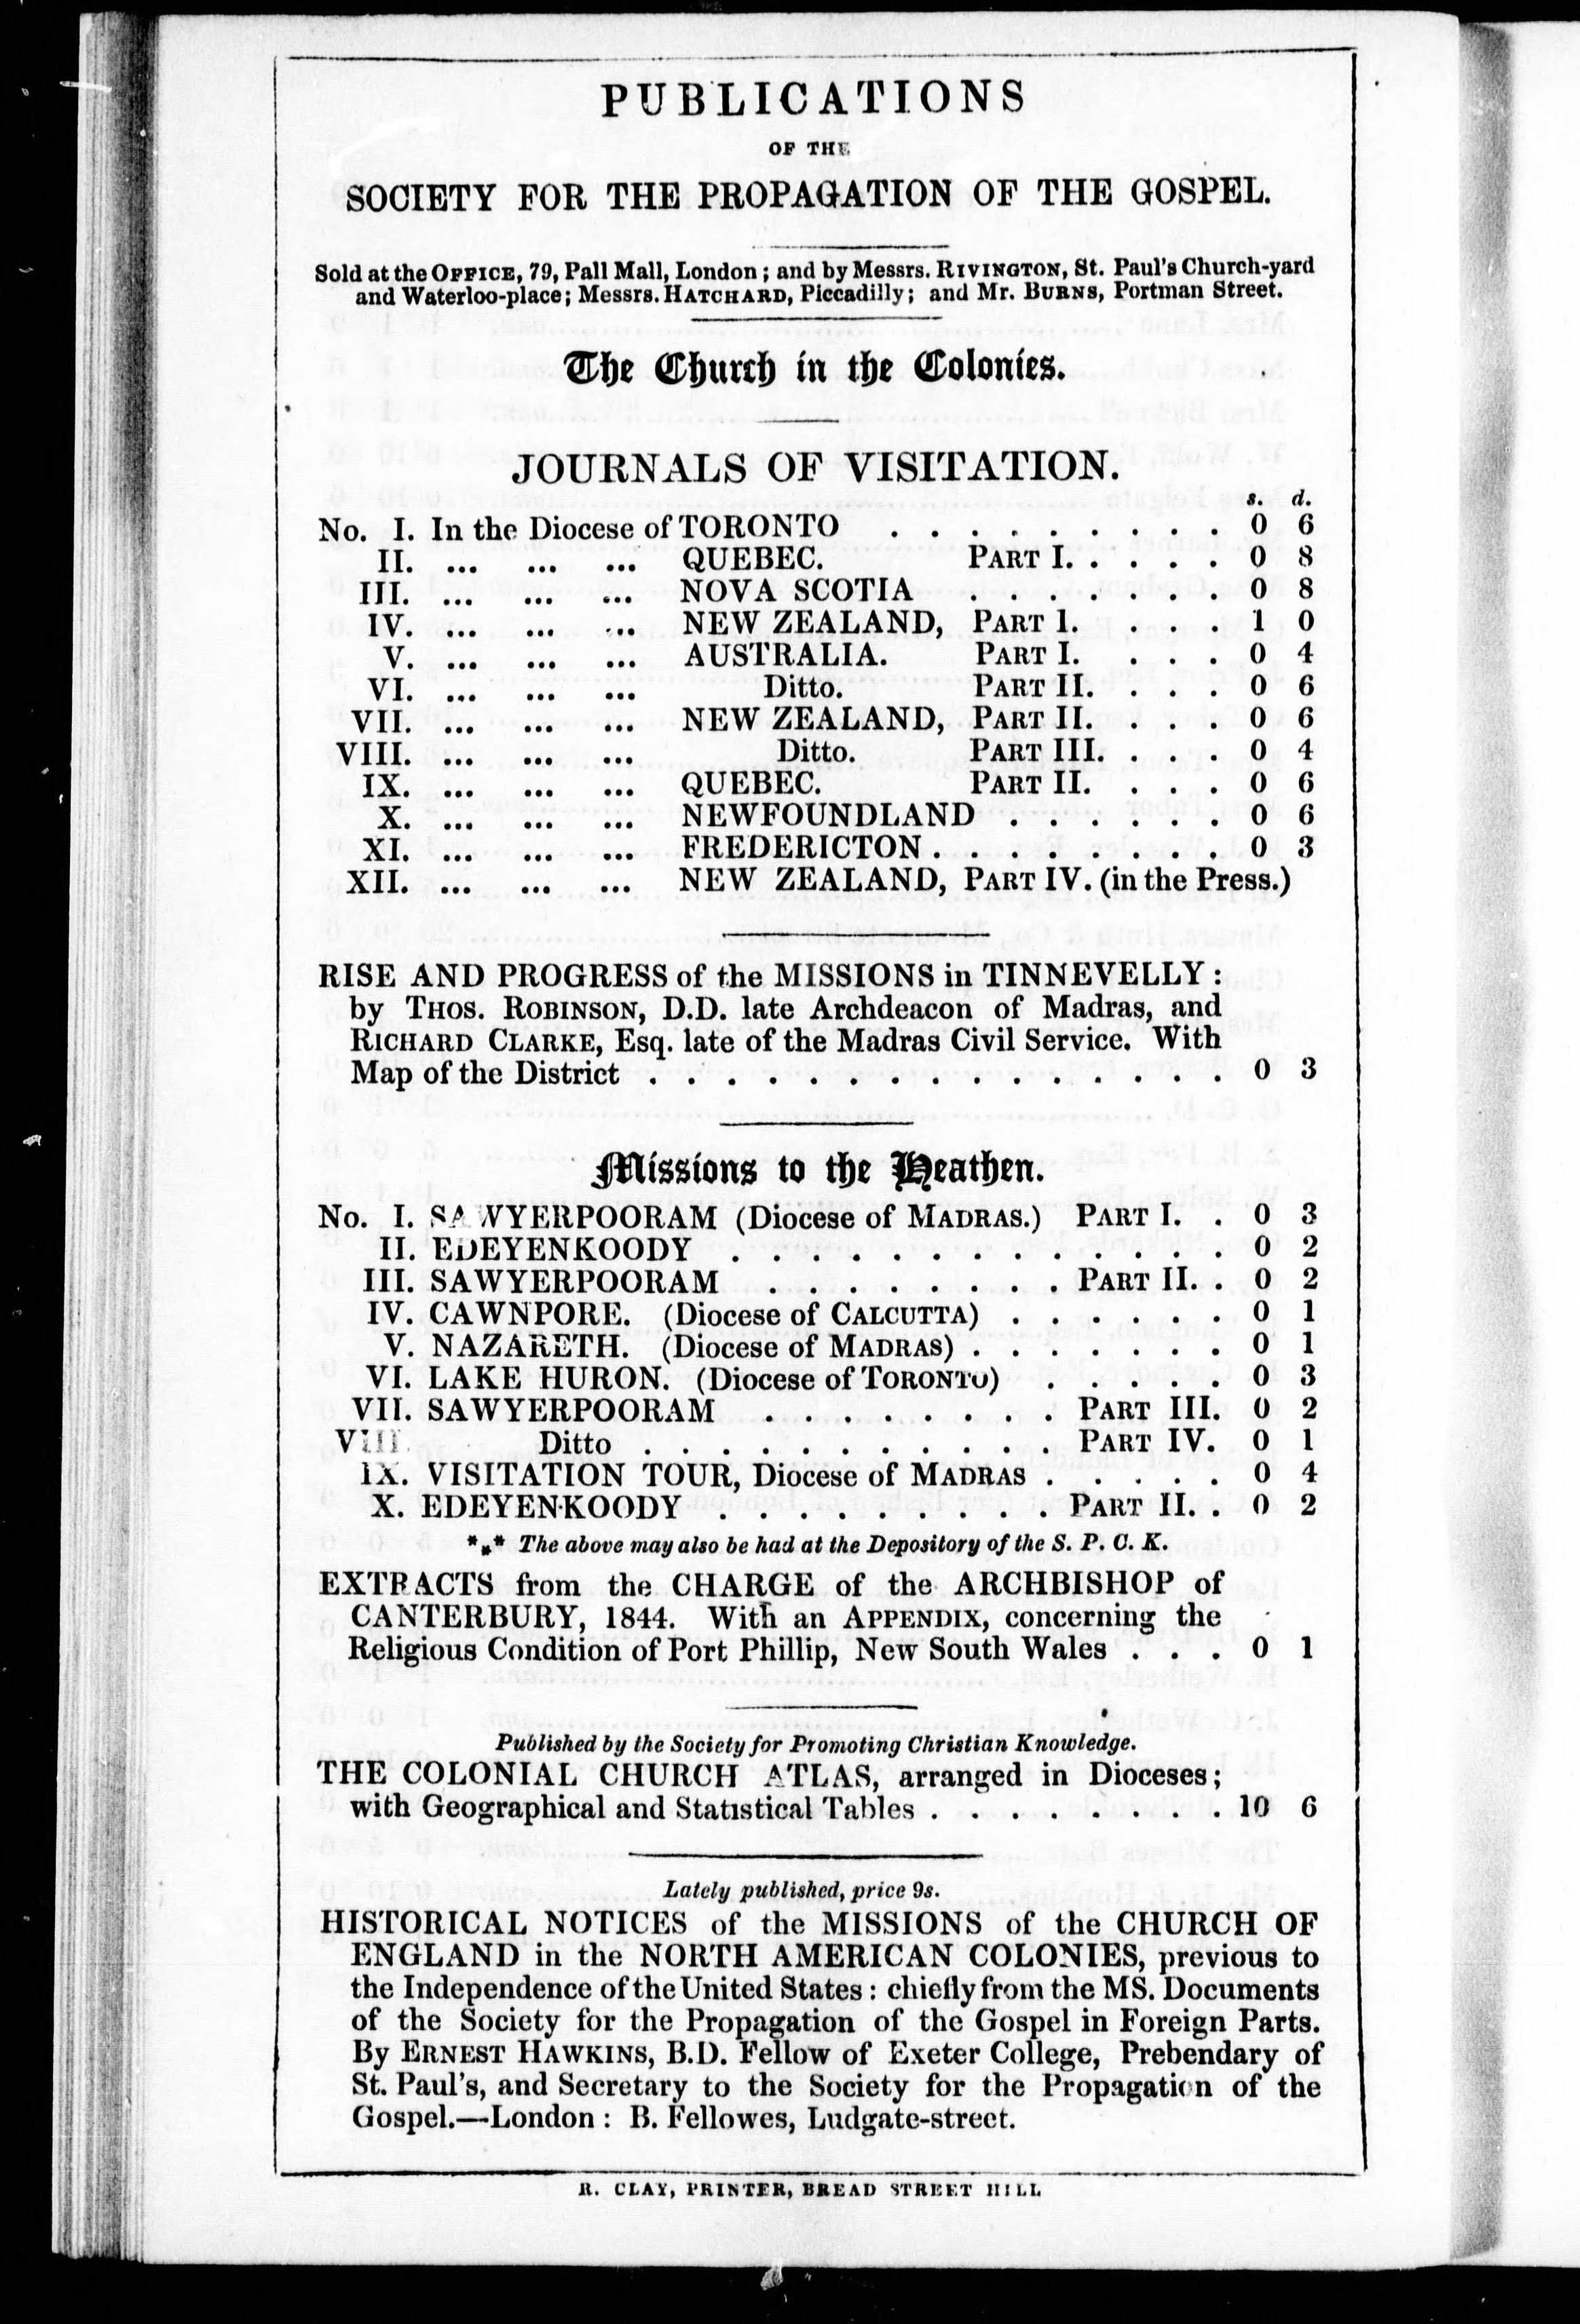 PUBLICATIONS
OF THE
SOCIETY FOR THE PROPAGATION OF THE GOSPEL.
Sold at the OFFICE, 79, Pall Mall, London; and by Messrs. RIVINGTON, St. Paul's Church-yard
and Waterloo-place; Messrs. HATCHARD, Piccadilly; and Mr. BURNS, Portman Street.
The Church in the Colonies.
JOURNALS OF VISITATION.
s. d.
No. I. In the Diocese of TORONTO . . . . . . . . . 0 6
II. ... ... ... QUEBEC. PART I. . . . . 0 8
III. ... ... ... NOVA SCOTIA . . . . . . . 0 8
IV. ... ... ... NEW ZEALAND, PART I. . . . 1 0
V. ... ... ... AUSTRALIA. PART I. . . . 0 4
VI. ... ... ... Ditto. PART II. . . . 0 6
VII. ... ... ... NEW ZEALAND, PART II. . . . 0 6
VIII. ... ... ... Ditto. PART III. . . . 0 4
IX. ... ... ... QUEBEC. PART II. . . . 0 6
X. ... ... ... NEWFOUNDLAND . . . . . . 0 6
XI. ... ... ... FREDERICTON . . . . . . . . 0 3
XII. ... ... ... NEW ZEALAND, PART IV. (in the Press.)
RISE AND PROGRESS of the MISSIONS in TINNEVELLY:
by THOS. ROBINSON, D.D. late Archdeacon of Madras, and
RICHARD CLARKE, Esq. late of the Madras Civil Service. With
Map of the District . . . . . . . . . . . . . . . 0 3
Missions to the Heathen.
No. I. SAWYERPOORAM (Diocese of MADRAS.) PART I. . 0 3
II. EDEYENKOODY . . . . . . . . . . . . . 0 2
III. SAWYERPOORAM . . . . . . . . PART II. . 0 2
IV. CAWNPORE. (Diocese of CALCUTTA) . . . . . . 0 1
V. NAZARETH. (Diocese of MADRAS) . . . . . . . 0 1
VI. LAKE HURON. (Diocese of TORONTO) . . . . . 0 3
VII. SAWYERPOORAM . . . . . . . . PART III. 0 2
VIII. Ditto . . . . . . . . . . . PART IV. 0 1
IX. VISITATION TOUR, Diocese of MADRAS . . . . . 0 4
X. EDEYENKOODY . . . . . . . . . PART II. . 0 2
*** The above may also be had at the Depository of the S. P. C. K.
EXTRACTS from the CHARGE of the ARCHBISHOP of
CANTERBURY, 1844. With an APPENDIX, concerning the
Religious Condition of Port Phillip, New South Wales . . . 0 1
Published by the Society for Promoting Christian Knowledge.
THE COLONIAL CHURCH ATLAS, arranged in Dioceses;
with Geographical and Statistical Tables . . . . . . . . 10 6
Lately published, price 9s.
HISTORICAL NOTICES of the MISSIONS of the CHURCH OF
ENGLAND in the NORTH AMERICAN COLONIES, previous to
the Independence of the United States: chiefly from the MS. Documents
of the Society for the Propagation of the Gospel in Foreign Parts.
By ERNEST HAWKINS, B.D. Fellow of Exeter College, Prebendary of
St. Paul's, and Secretary to the Society for the Propagation of the
Gospel.—London: B. Fellowes, Ludgate-street.
R. CLAY, PRINTER, BREAD STREET HILL